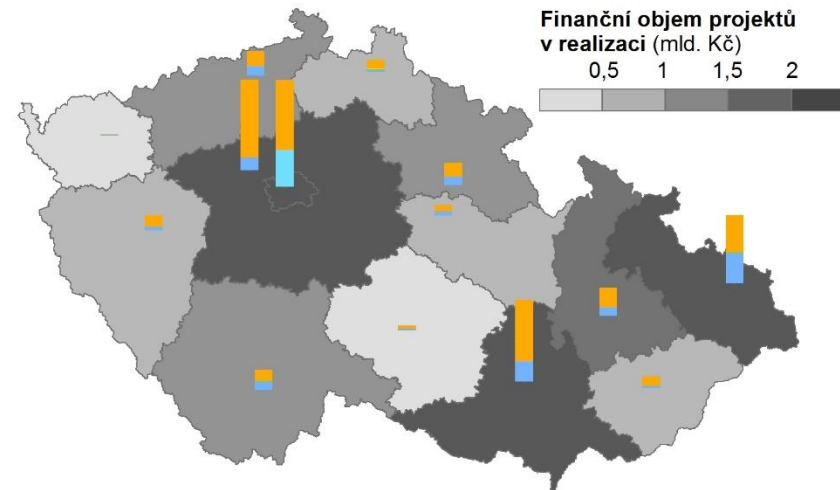 Finanční objem projektů
v realizaci (mld. Kč)
0,5 1 1,5 2